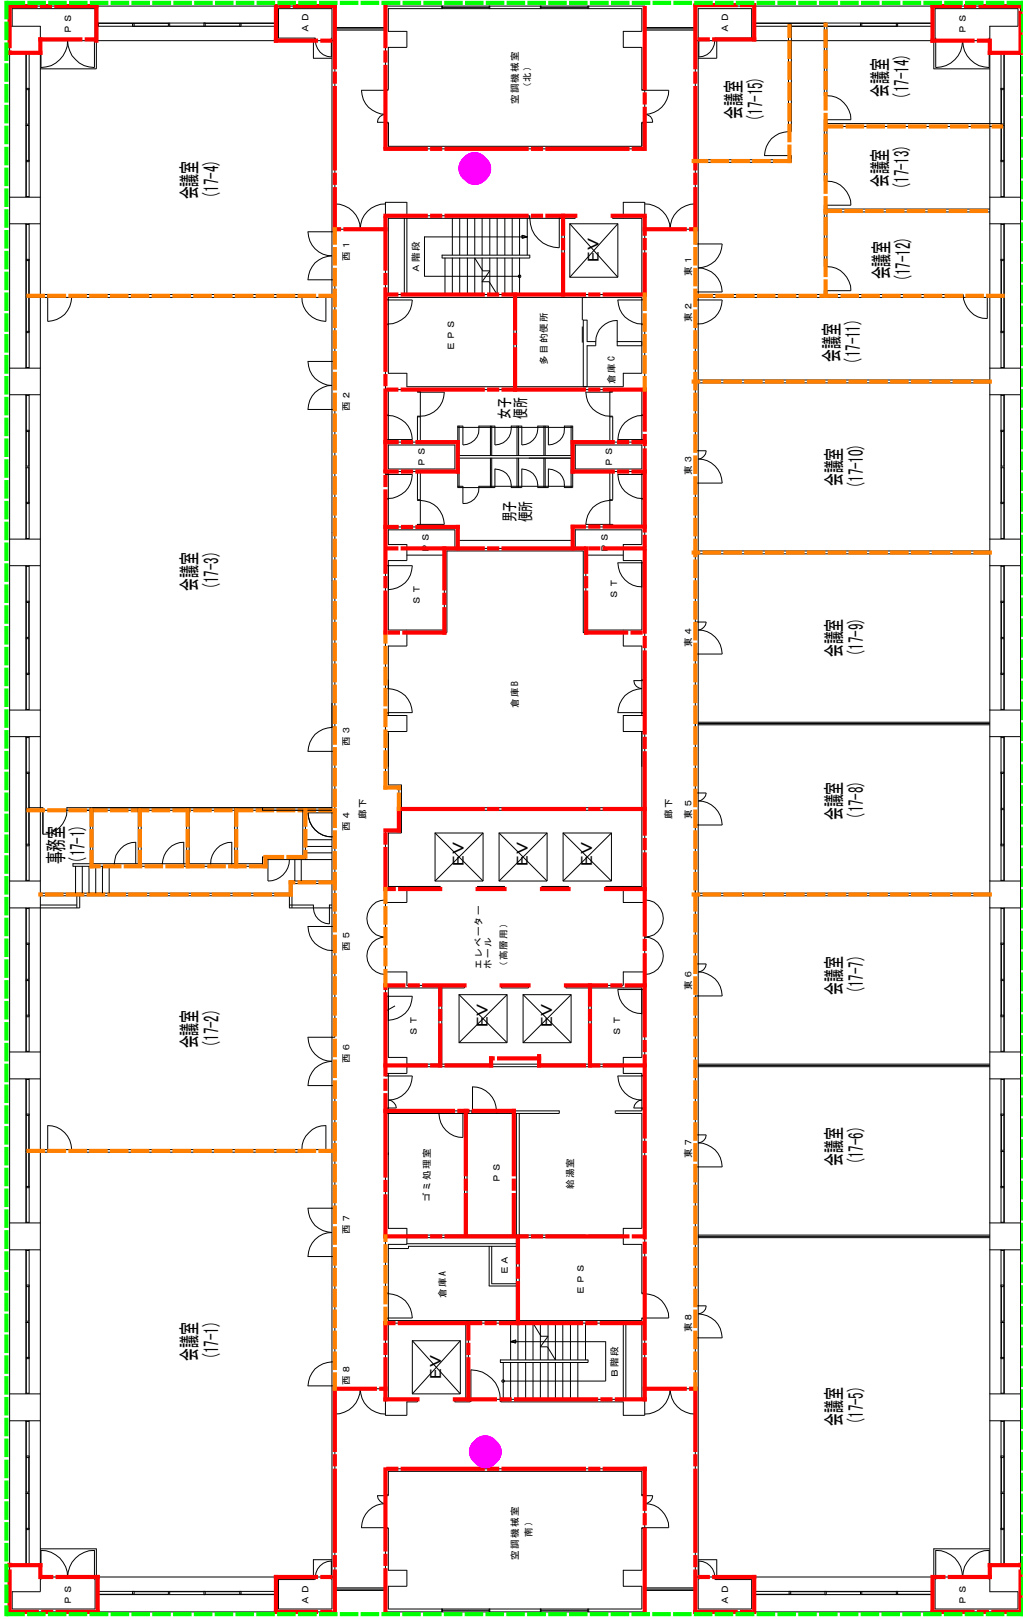 PS
AD
空調機械室
(北)
AD
PS
会議室
(17-4)
会議室
(17-15)
会議室
(17-14)
会議室
(17-13)
会議室
(17-12)
西1
A階段
EV
東1
西2
EPS
多目的便所
倉庫C
東2
会議室
(17-11)
女子
便所
PS
PS
男子
便所
PS
PS
東3
会議室
(17-10)
会議室
(17-3)
ST
ST
東4
会議室
(17-9)
西3
倉庫B
事務室
(17-1)
西4
廊下
廊下
東5
会議室
(17-8)
EV
EV
EV
西5
エレベーター
ホール
(高層用)
東6
会議室
(17-7)
会議室
(17-2)
西6
ST
EV
EV
ST
ゴミ処理室
PS
給湯室
東7
会議室
(17-6)
西7
倉庫A
EA
EPS
会議室
(17-1)
西8
EV
B階段
東8
会議室
(17-5)
空調機械室
南)
PS
AD
AD
PS